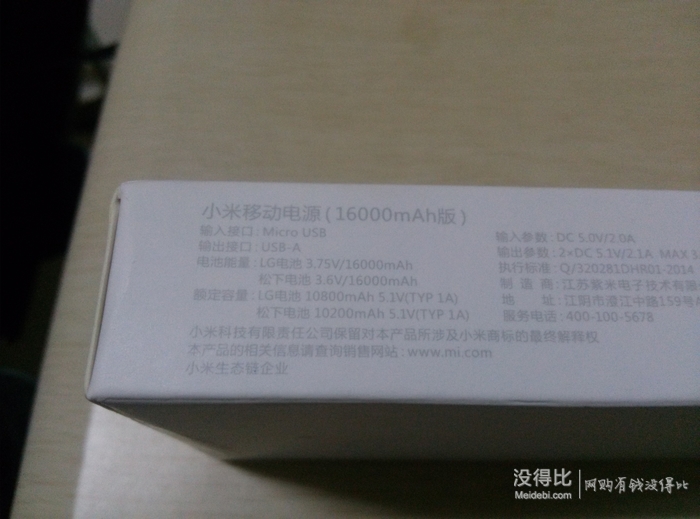 小米移动电源(16000mAh版)
输入接口:Micro USB
输出接口:USB-A
电池能量:LG电池 3.75V/16000mAh
松下电池 3.6V/16000mAh
额定容量:LG电池 10800mAh 5.1V(TYP 1A)
松下电池 10200mAh 5.1V(TYP 1A)
小米科技有限责任公司保留对本产品所涉及小米商标的最终解释权
本产品的相关信息请查询销售网站:www.mi.com
小米生态链企业
输入参数:DC 5.0V/2.0A
输出参数:2×DC 5.1V/2.1A MAX 3.
执行标准:Q/320281DHR01-2014
制造商:江苏紫米电子技术有限
地址:江阴市澄江中路159号
服务电话:400-100-5678
没得比
Meidebi.com
网购有钱没得比